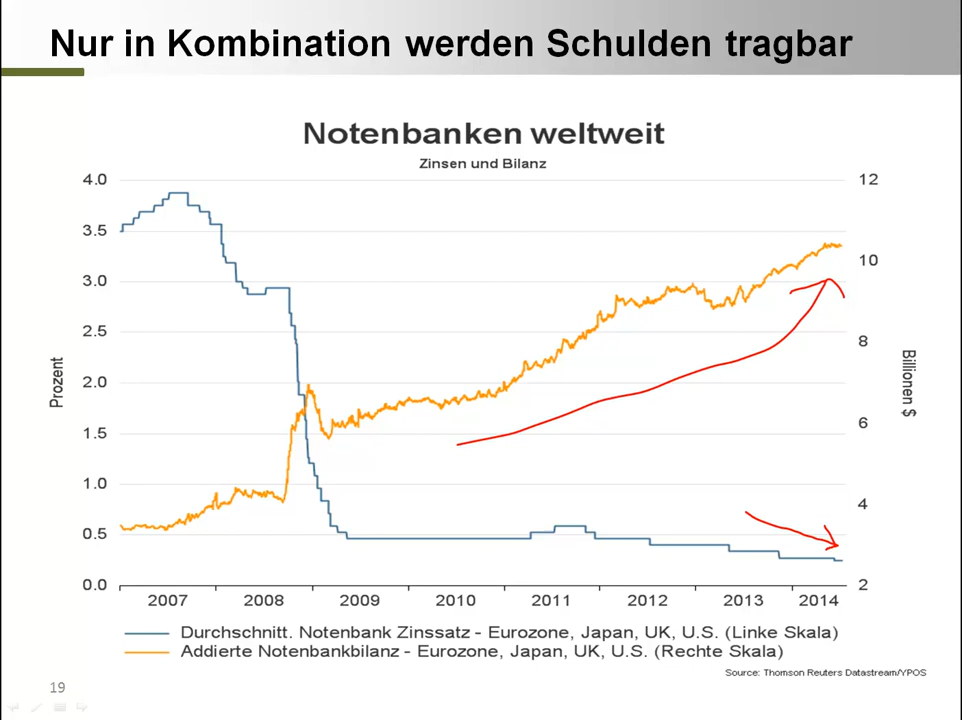 Nur in Kombination werden Schulden tragbar
Notenbanken weltweit
Zinsen und Bilanz
4.0
3.5
3.0
2.5
2.0
1.5
1.0
0.5
0.0
Prozent
12
10
8
6
4
2
Billionen $
2007 2008 2009 2010 2011 2012 2013 2014
Durchschnitt. Notenbank Zinssatz - Eurozone, Japan, UK, U.S. (Linke Skala)
Addierte Notenbankbilanz - Eurozone, Japan, UK, U.S. (Rechte Skala)
Source: Thomson Reuters Datastream/YPOS
19